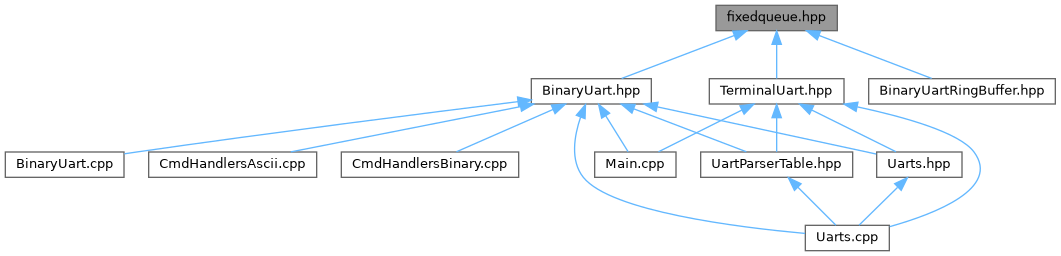 fixedqueue.hpp
BinaryUart.hpp
TerminalUart.hpp
BinaryUartRingBuffer.hpp
BinaryUart.cpp
CmdHandlersAscii.cpp
CmdHandlersBinary.cpp
Main.cpp
UartParserTable.hpp
Uarts.hpp
Uarts.cpp